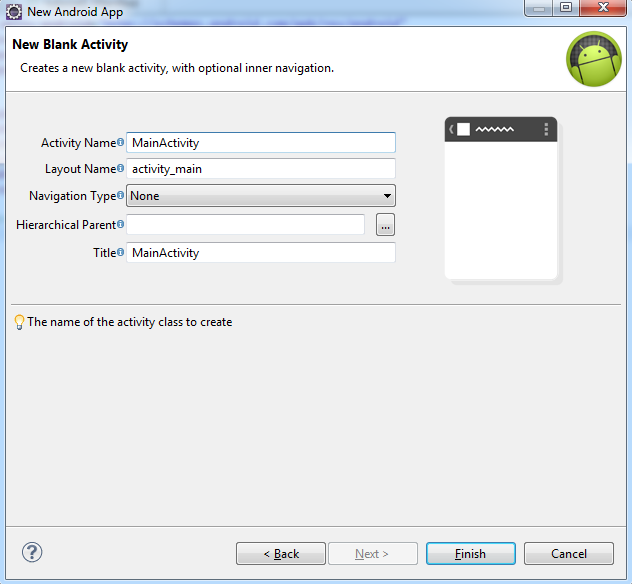 New Android App
New Blank Activity
Creates a new blank activity, with optional inner navigation.
Activity Name MainActivity
Layout Name activity_main
Navigation Type None
Hierarchical Parent ...
Title MainActivity
The name of the activity class to create
? < Back Next > Finish Cancel